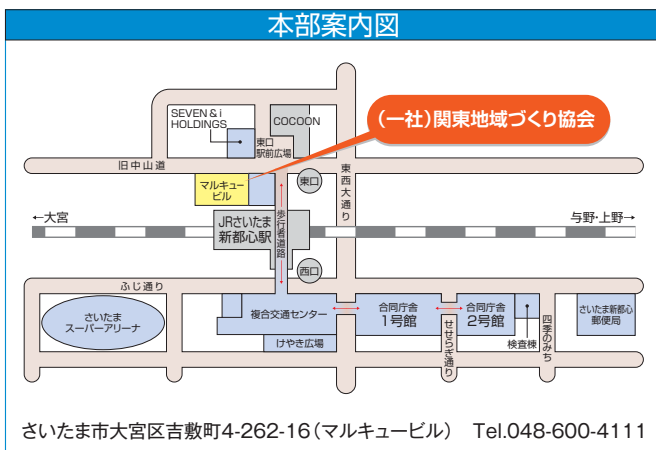 本部案内図
SEVEN & i
HOLDINGS
COCOON
(一社)関東地域づくり協会
東口
駅前広場
旧中山道
マルキュー
ビル
東口
東西大通り
←大宮
JRさいたま
新都心駅
歩行者道路
与野・上野→
西口
ふじ通り
さいたま
スーパーアリーナ
複合交通センター
合同庁舎
1号館
合同庁舎
2号館
さいたま新都心
郵便局
けやき広場
せせらぎ通り
検査棟
四季のみち
さいたま市大宮区吉敷町4-262-16(マルキュービル) Tel.048-600-4111